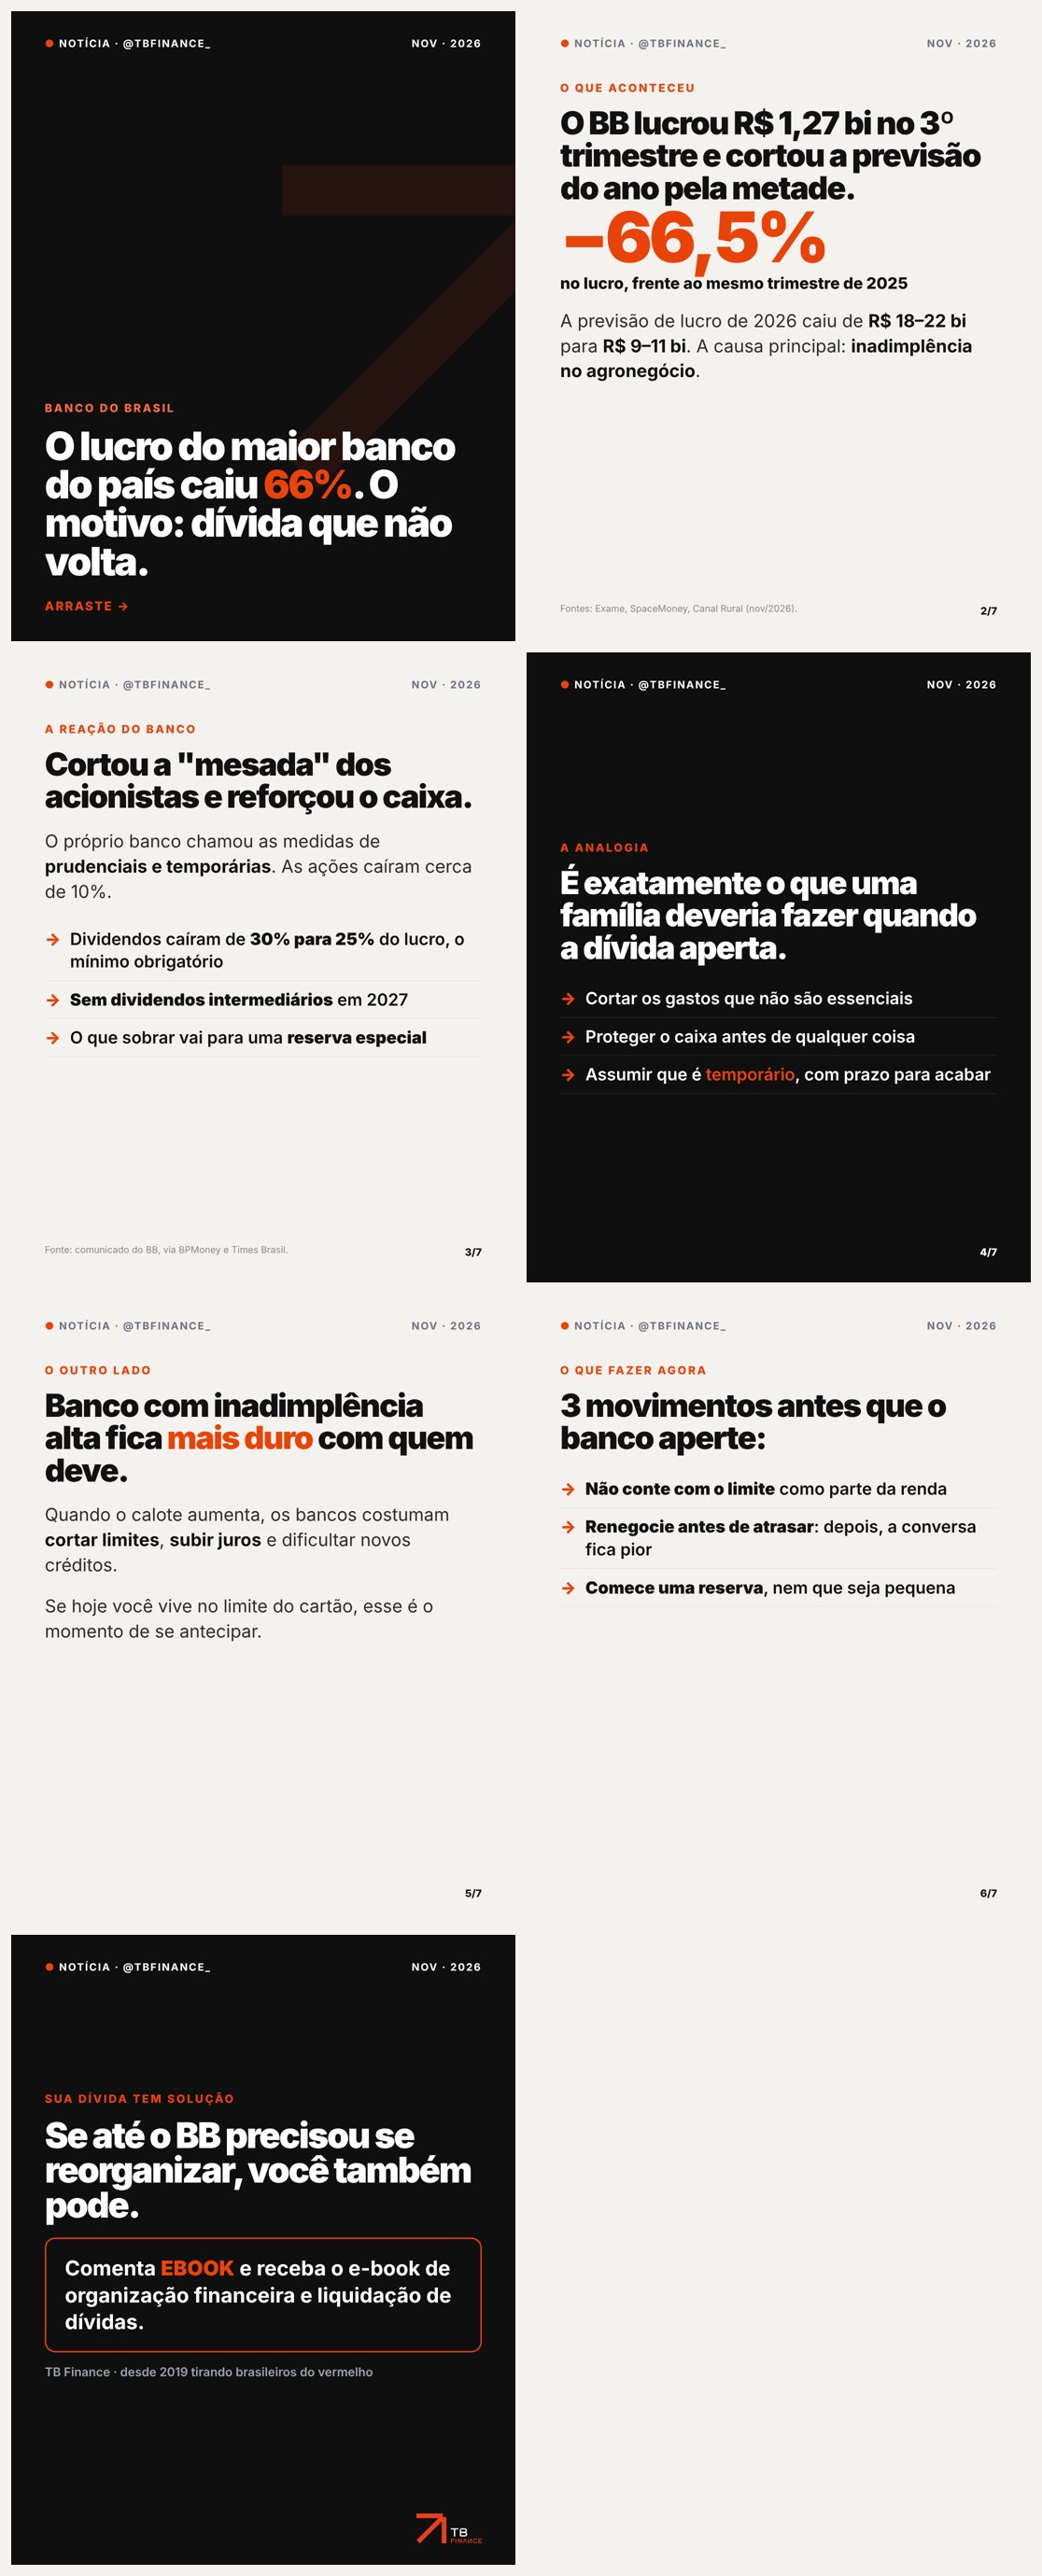 NOTÍCIA · @TBFINANCE_ NOV · 2026
BANCO DO BRASIL
O lucro do maior banco
do país caiu 66%. O
motivo: dívida que não
volta.
ARRASTE →
NOTÍCIA · @TBFINANCE_ NOV · 2026
O QUE ACONTECEU
O BB lucrou R$ 1,27 bi no 3º
trimestre e cortou a previsão
do ano pela metade.
−66,5%
no lucro, frente ao mesmo trimestre de 2025
A previsão de lucro de 2026 caiu de R$ 18–22 bi
para R$ 9–11 bi. A causa principal: inadimplência
no agronegócio.
Fontes: Exame, SpaceMoney, Canal Rural (nov/2026).
2/7
NOTÍCIA · @TBFINANCE_ NOV · 2026
A REAÇÃO DO BANCO
Cortou a "mesada" dos
acionistas e reforçou o caixa.
O próprio banco chamou as medidas de
prudenciais e temporárias. As ações caíram cerca
de 10%.
→ Dividendos caíram de 30% para 25% do lucro, o
mínimo obrigatório
→ Sem dividendos intermediários em 2027
→ O que sobrar vai para uma reserva especial
Fonte: comunicado do BB, via BPMoney e Times Brasil.
3/7
NOTÍCIA · @TBFINANCE_ NOV · 2026
A ANALOGIA
É exatamente o que uma
família deveria fazer quando
a dívida aperta.
→ Cortar os gastos que não são essenciais
→ Proteger o caixa antes de qualquer coisa
→ Assumir que é temporário, com prazo para acabar
4/7
NOTÍCIA · @TBFINANCE_ NOV · 2026
O OUTRO LADO
Banco com inadimplência
alta fica mais duro com quem
deve.
Quando o calote aumenta, os bancos costumam
cortar limites, subir juros e dificultar novos
créditos.
Se hoje você vive no limite do cartão, esse é o
momento de se antecipar.
5/7
NOTÍCIA · @TBFINANCE_ NOV · 2026
O QUE FAZER AGORA
3 movimentos antes que o
banco aperte:
→ Não conte com o limite como parte da renda
→ Renegocie antes de atrasar: depois, a conversa
fica pior
→ Comece uma reserva, nem que seja pequena
6/7
NOTÍCIA · @TBFINANCE_ NOV · 2026
SUA DÍVIDA TEM SOLUÇÃO
Se até o BB precisou se
reorganizar, você também
pode.
Comenta EBOOK e receba o e-book de
organização financeira e liquidação de
dívidas.
TB Finance · desde 2019 tirando brasileiros do vermelho
TB
FINANCE